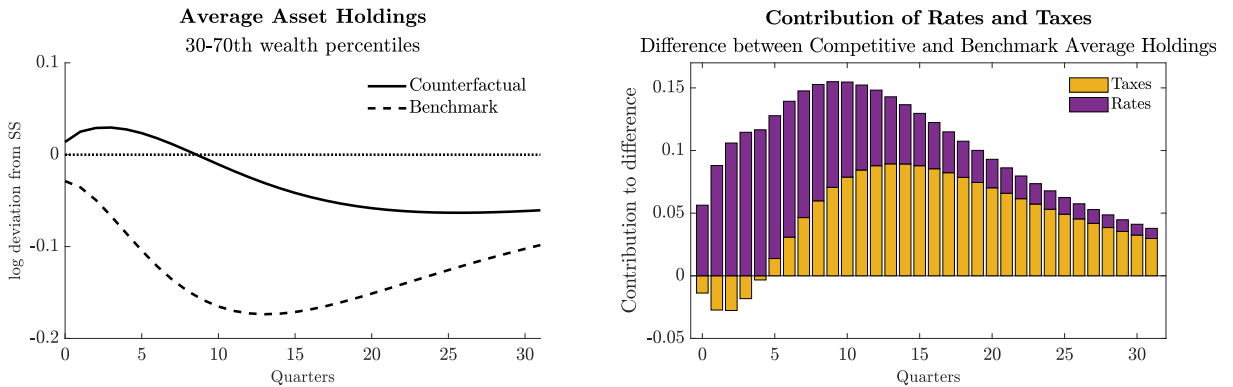 Average Asset Holdings
30-70th wealth percentiles
0.1
0
-0.1
-0.2
log deviation from SS
Counterfactual
Benchmark
0 5 10 15 20 25 30
Quarters
Contribution of Rates and Taxes
Difference between Competitive and Benchmark Average Holdings
0.15
0.1
0.05
0
-0.05
Contribution to difference
Taxes
Rates
0 5 10 15 20 25 30
Quarters